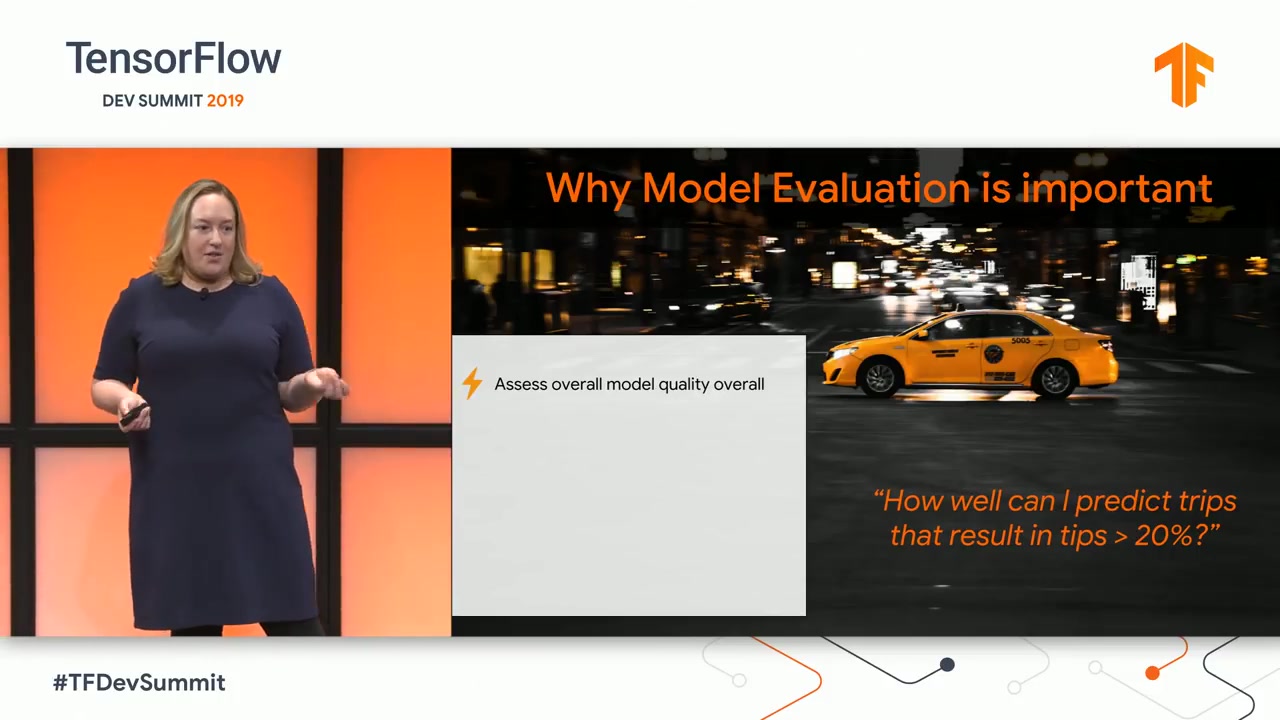 TensorFlow
DEV SUMMIT 2019
Why Model Evaluation is important
5005
Assess overall model quality overall
“How well can I predict trips
that result in tips > 20%?”
#TFDevSummit